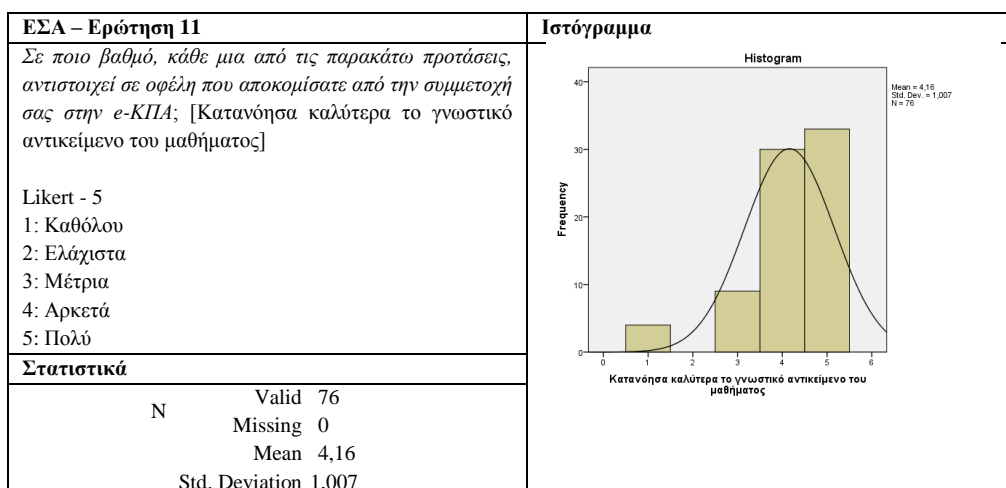 ΕΣΑ – Ερώτηση 11
Σε ποιο βαθμό, κάθε μια από τις παρακάτω προτάσεις,
αντιστοιχεί σε οφέλη που αποκομίσατε από την συμμετοχή
σας στην e-ΚΠΑ; [Κατανόησα καλύτερα το γνωστικό
αντικείμενο του μαθήματος]
Likert - 5
1: Καθόλου
2: Ελάχιστα
3: Μέτρια
4: Αρκετά
5: Πολύ
Στατιστικά
N Valid 76
Missing 0
Mean 4,16
Std. Deviation 1,007
Ιστόγραμμα
Histogram
Mean = 4,16
Std. Dev. = 1,007
N = 76
Frequency
40
30
20
10
0
0 1 2 3 4 5 6
Κατανόησα καλύτερα το γνωστικό αντικείμενο του
μαθήματος